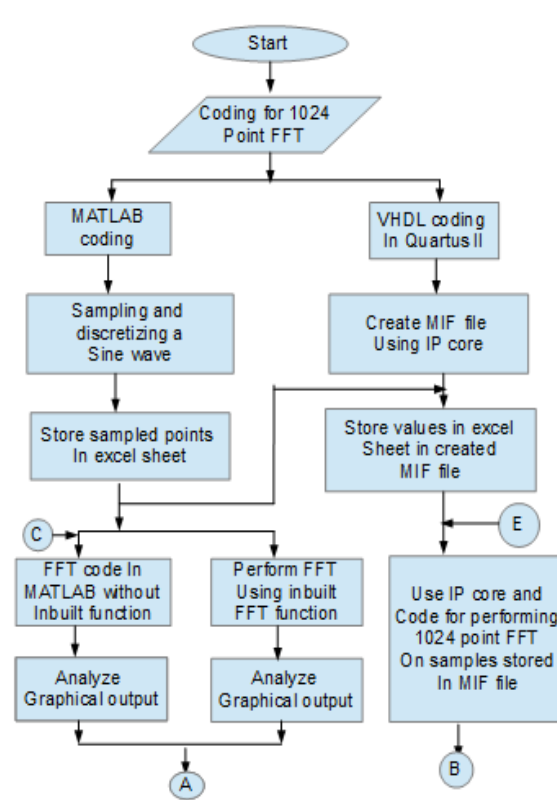 Start
Coding for 1024
Point FFT
MATLAB
coding
VHDL coding
In Quartus II
Sampling and
discretizing a
Sine wave
Create MIF file
Using IP core
Store sampled points
In excel sheet
Store values in excel
Sheet in created
MIF file
C
E
FFT code In
MATLAB without
Inbuilt function
Perform FFT
Using inbuilt
FFT function
Use IP core and
Code for performing
1024 point FFT
On samples stored
In MIF file
Analyze
Graphical output
Analyze
Graphical output
A
B